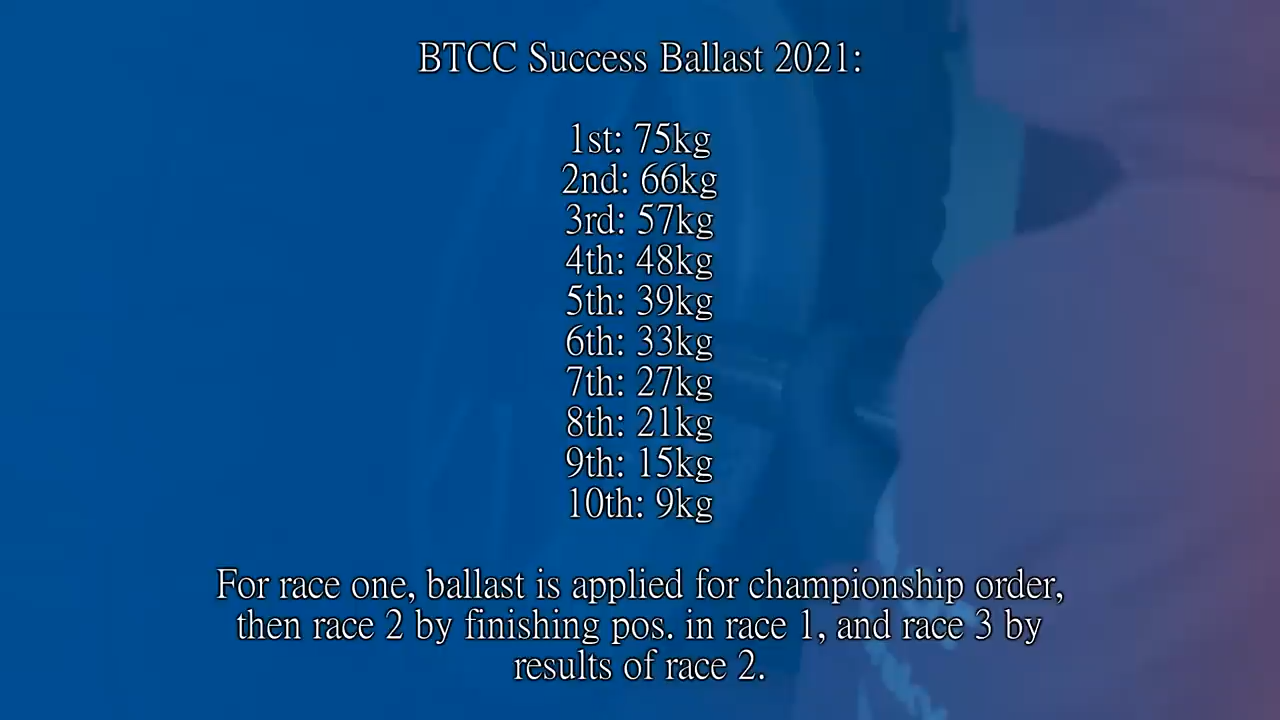 BTCC Success Ballast 2021:
1st: 75kg
2nd: 66kg
3rd: 57kg
4th: 48kg
5th: 39kg
6th: 33kg
7th: 27kg
8th: 21kg
9th: 15kg
10th: 9kg
For race one, ballast is applied for championship order,
then race 2 by finishing pos. in race 1, and race 3 by
results of race 2.